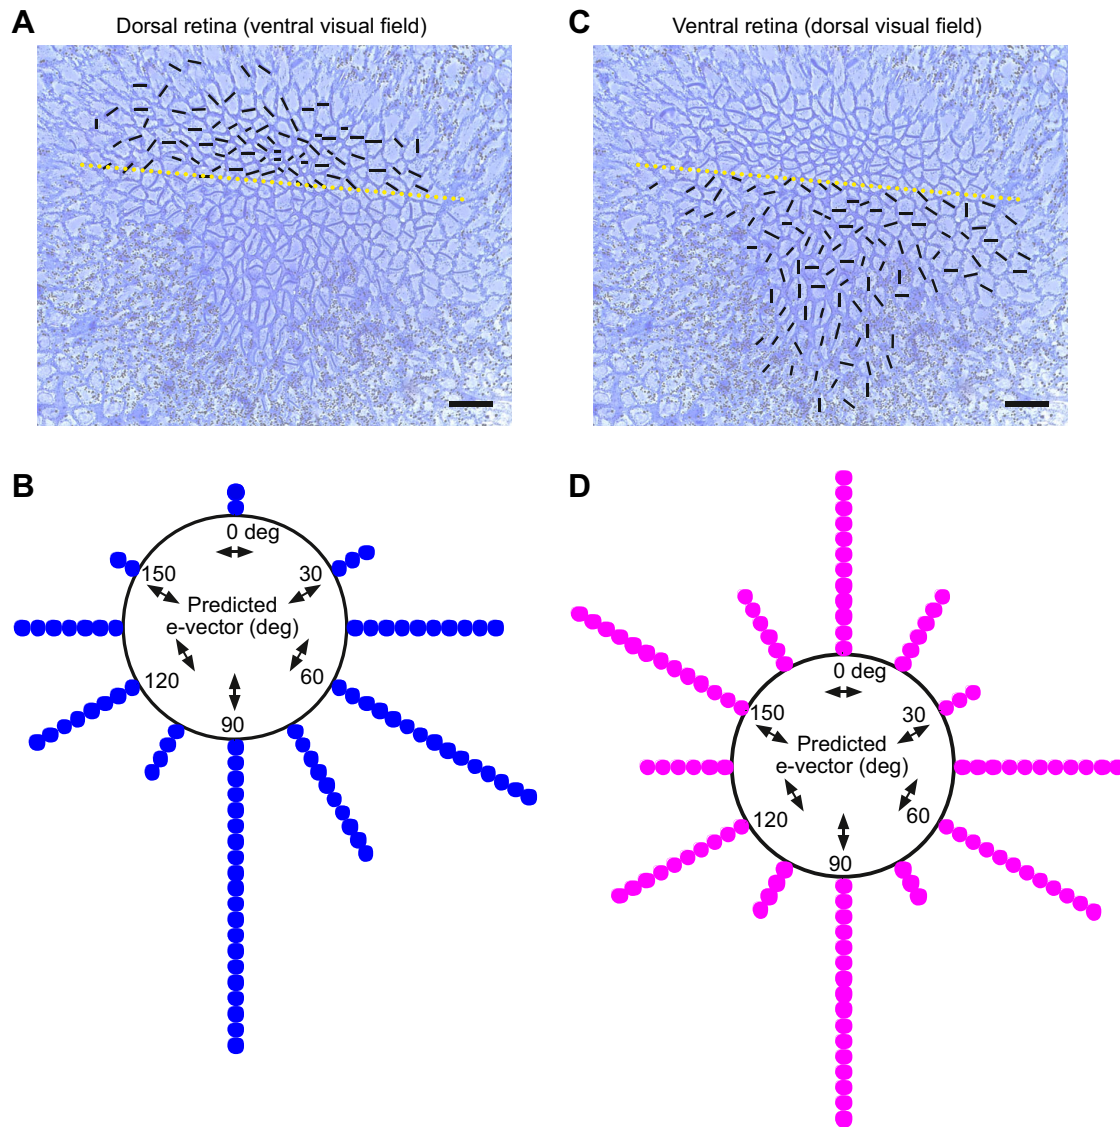 A
Dorsal retina (ventral visual field)
C
Ventral retina (dorsal visual field)
B
0 deg
150
30
Predicted
e-vector (deg)
120
60
90
D
0 deg
150
30
Predicted
e-vector (deg)
120
60
90